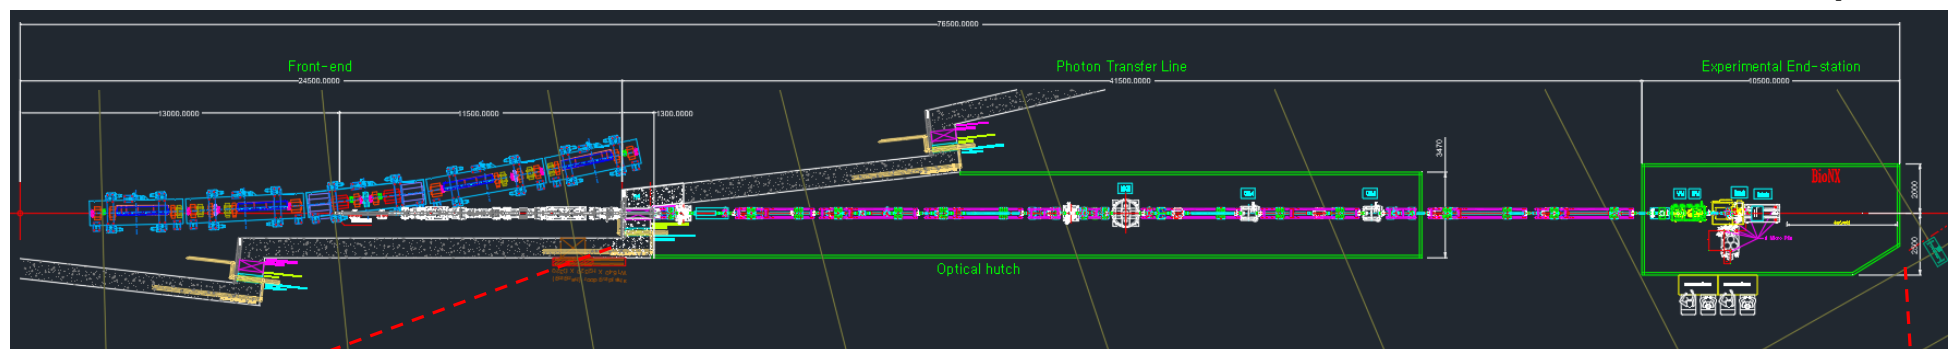 76500.0000
Front-end
Photon Transfer Line
Experimental End-station
24500.0000
41500.0000
10500.0000
13000.0000
11500.0000
1300.0000
3470
BioNX
2000
2500
Optical hutch